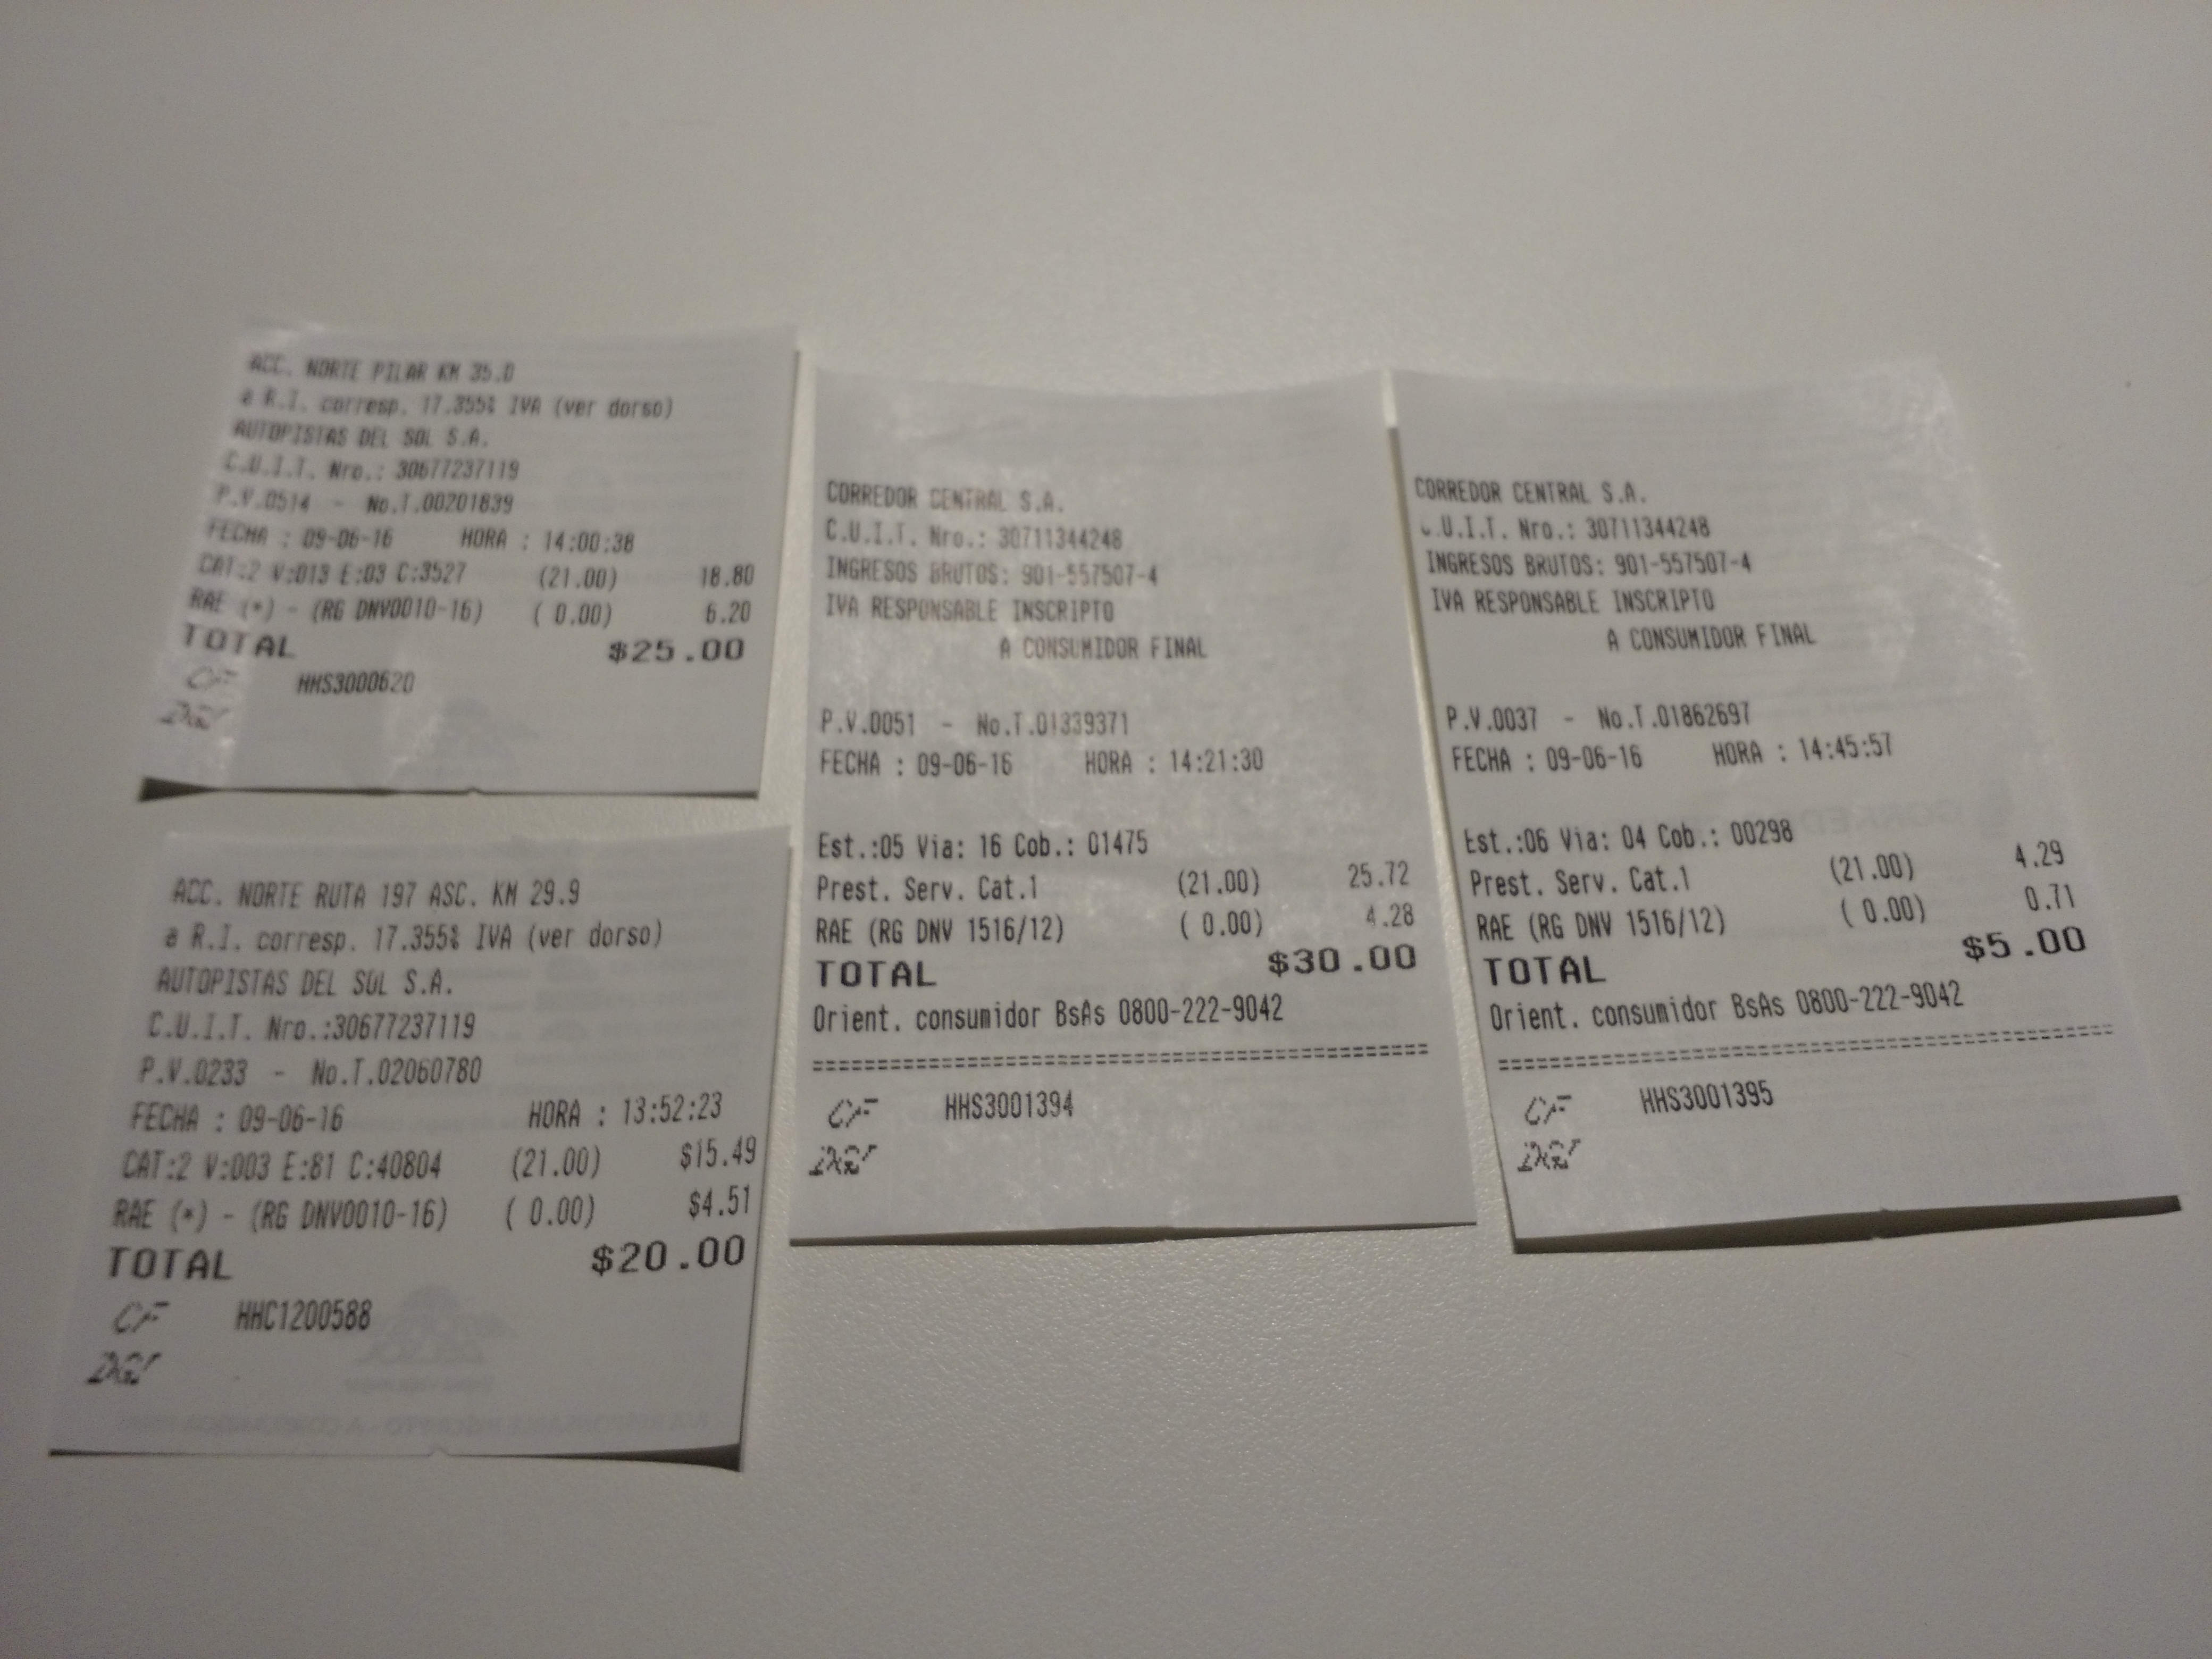 ACC. NORTE PILAR KM 35.0
a R.I. corresp. 17.355% IVA (ver dorso)
AUTOPISTAS DEL SOL S.A.
C.U.I.T. Nro.: 30677237119
P.V.0514 - No.T.00201839
FECHA : 09-06-16 HORA : 14:00:38
CAT:2 V:013 E:03 C:3527 (21.00) 18.80
RAE (*) - (RG DNV0010-16) ( 0.00) 6.20
TOTAL $25.00
CF HHS3000620
DGI
ACC. NORTE RUTA 197 ASC. KM 29.9
a R.I. corresp. 17.355% IVA (ver dorso)
AUTOPISTAS DEL SOL S.A.
C.U.I.T. Nro.:30677237119
P.V.0233 - No.T.02060780
FECHA : 09-06-16 HORA : 13:52:23
CAT:2 V:003 E:81 C:40804 (21.00) $15.49
RAE (*) - (RG DNV0010-16) ( 0.00) $4.51
TOTAL $20.00
CF HHC1200588
DGI
CORREDOR CENTRAL S.A.
C.U.I.T. Nro.: 30711344248
INGRESOS BRUTOS: 901-557507-4
IVA RESPONSABLE INSCRIPTO
A CONSUMIDOR FINAL
P.V.0051 - No.T.01339371
FECHA : 09-06-16 HORA : 14:21:30
Est.:05 Via: 16 Cob.: 01475
Prest. Serv. Cat.1 (21.00) 25.72
RAE (RG DNV 1516/12) ( 0.00) 4.28
TOTAL $30.00
Orient. consumidor BsAs 0800-222-9042
CF HHS3001394
DGI
CORREDOR CENTRAL S.A.
C.U.I.T. Nro.: 30711344248
INGRESOS BRUTOS: 901-557507-4
IVA RESPONSABLE INSCRIPTO
A CONSUMIDOR FINAL
P.V.0037 - No.T.01862697
FECHA : 09-06-16 HORA : 14:45:57
Est.:06 Via: 04 Cob.: 00298
Prest. Serv. Cat.1 (21.00) 4.29
RAE (RG DNV 1516/12) ( 0.00) 0.71
TOTAL $5.00
Orient. consumidor BsAs 0800-222-9042
CF HHS3001395
DGI